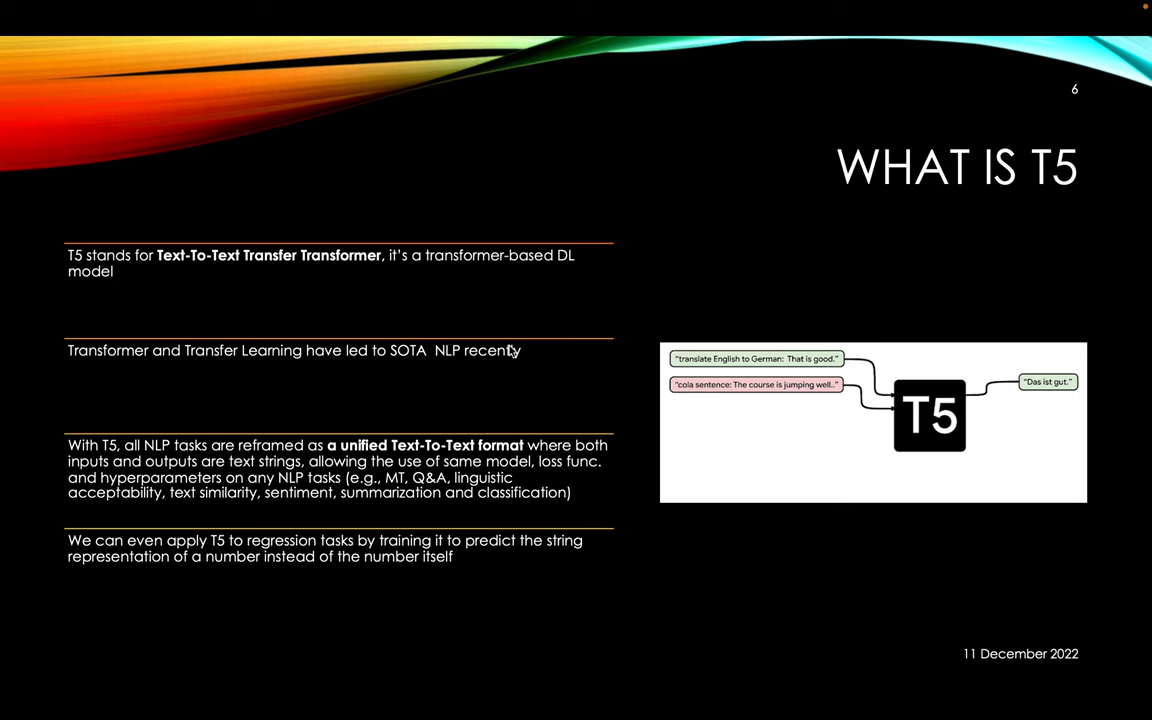 6
WHAT IS T5
T5 stands for Text-To-Text Transfer Transformer, it's a transformer-based DL
model
Transformer and Transfer Learning have led to SOTA  NLP recently
With T5, all NLP tasks are reframed as a unified Text-To-Text format where both
inputs and outputs are text strings, allowing the use of same model, loss func.
and hyperparameters on any NLP tasks (e.g., MT, Q&A, linguistic
acceptability, text similarity, sentiment, summarization and classification)
We can even apply T5 to regression tasks by training it to predict the string
representation of a number instead of the number itself
"translate English to German: That is good."
"cola sentence: The course is jumping well.."
T5
"Das ist gut."
11 December 2022